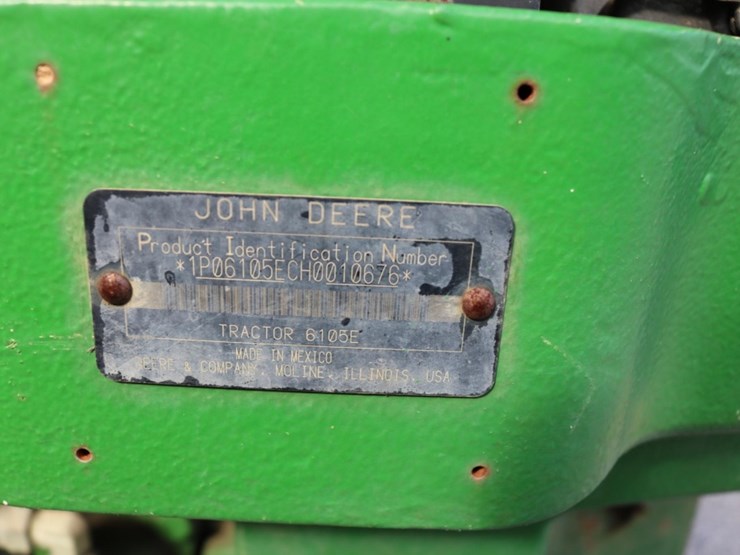 JOHN DEERE
Product Identification Number
*1P06105ECH0010676*
TRACTOR 6105E
MADE IN MEXICO
DEERE & COMPANY, MOLINE, ILLINOIS, USA